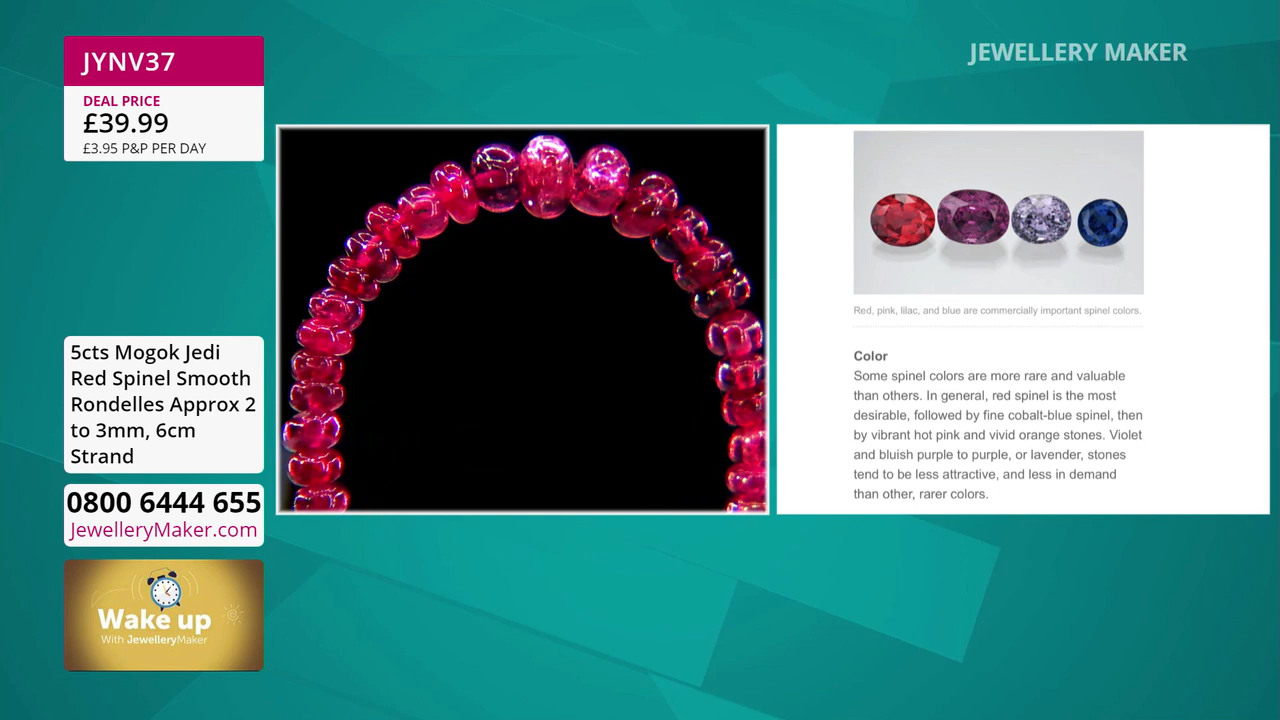 JYNV37
DEAL PRICE
£39.99
£3.95 P&P PER DAY
5cts Mogok Jedi
Red Spinel Smooth
Rondelles Approx 2
to 3mm, 6cm
Strand
0800 6444 655
JewelleryMaker.com
Wake up
With JewelleryMaker
JEWELLERY MAKER
Red, pink, lilac, and blue are commercially important spinel colors.
Color
Some spinel colors are more rare and valuable
than others. In general, red spinel is the most
desirable, followed by fine cobalt-blue spinel, then
by vibrant hot pink and vivid orange stones. Violet
and bluish purple to purple, or lavender, stones
tend to be less attractive, and less in demand
than other, rarer colors.